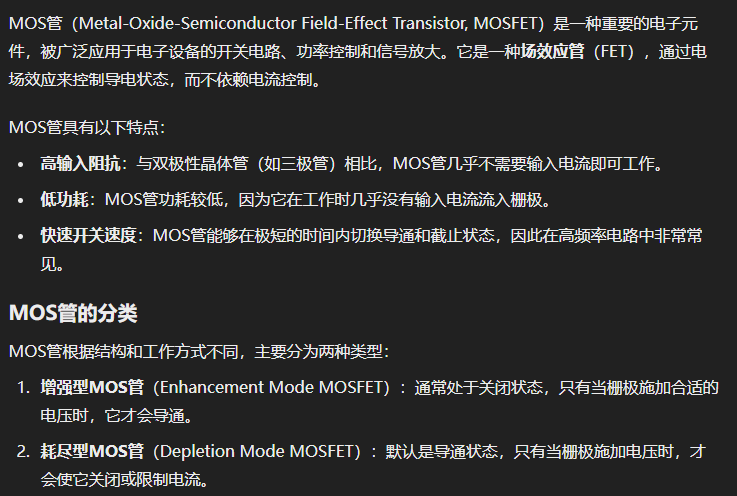 MOS管（Metal-Oxide-Semiconductor Field-Effect Transistor, MOSFET）是一种重要的电子元
件，被广泛应用于电子设备的开关电路、功率控制和信号放大。它是一种场效应管（FET），通过电
场效应来控制导电状态，而不依赖电流控制。
MOS管具有以下特点：
• 高输入阻抗：与双极性晶体管（如三极管）相比，MOS管几乎不需要输入电流即可工作。
• 低功耗：MOS管功耗较低，因为它在工作时几乎没有输入电流流入栅极。
• 快速开关速度：MOS管能够在极短的时间内切换导通和截止状态，因此在高频率电路中非常常
见。
MOS管的分类
MOS管根据结构和工作方式不同，主要分为两种类型：
1. 增强型MOS管（Enhancement Mode MOSFET）：通常处于关闭状态，只有当栅极施加合适的
电压时，它才会导通。
2. 耗尽型MOS管（Depletion Mode MOSFET）：默认是导通状态，只有当栅极施加电压时，才
会使它关闭或限制电流。